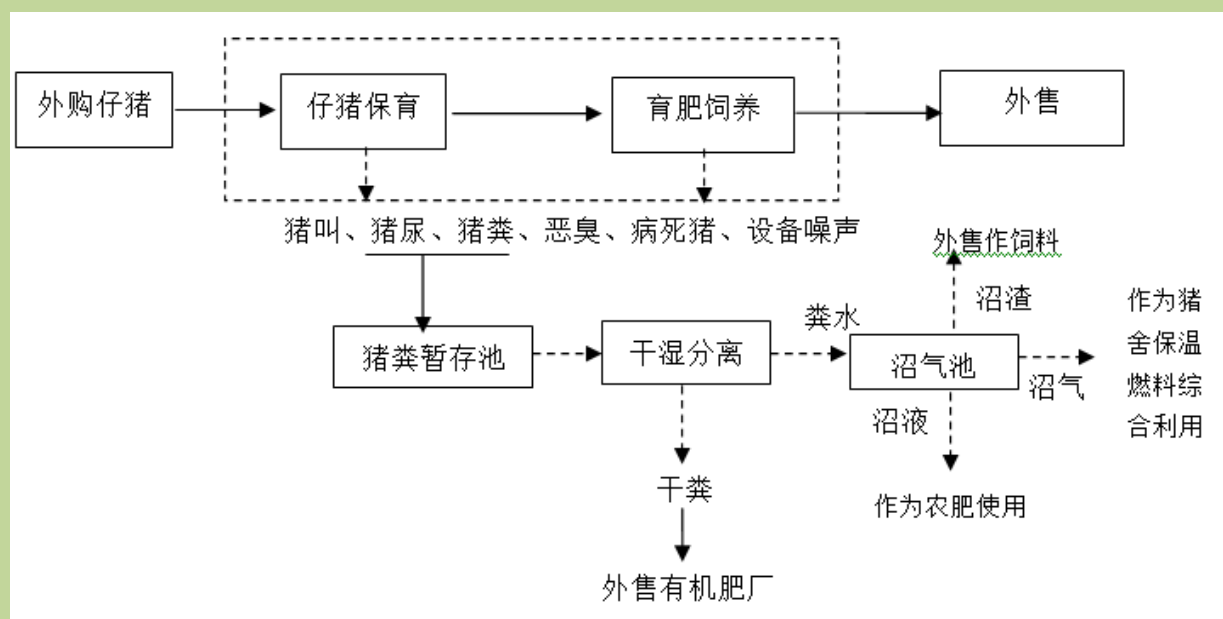 外购仔猪
仔猪保育
育肥饲养
外售
猪叫、猪尿、猪粪、恶臭、病死猪、设备噪声
外售作饲料
沼渣
作为猪
舍保温
燃料综
合利用
粪水
猪粪暂存池
干湿分离
沼气池
沼气
沼液
干粪
作为农肥使用
外售有机肥厂